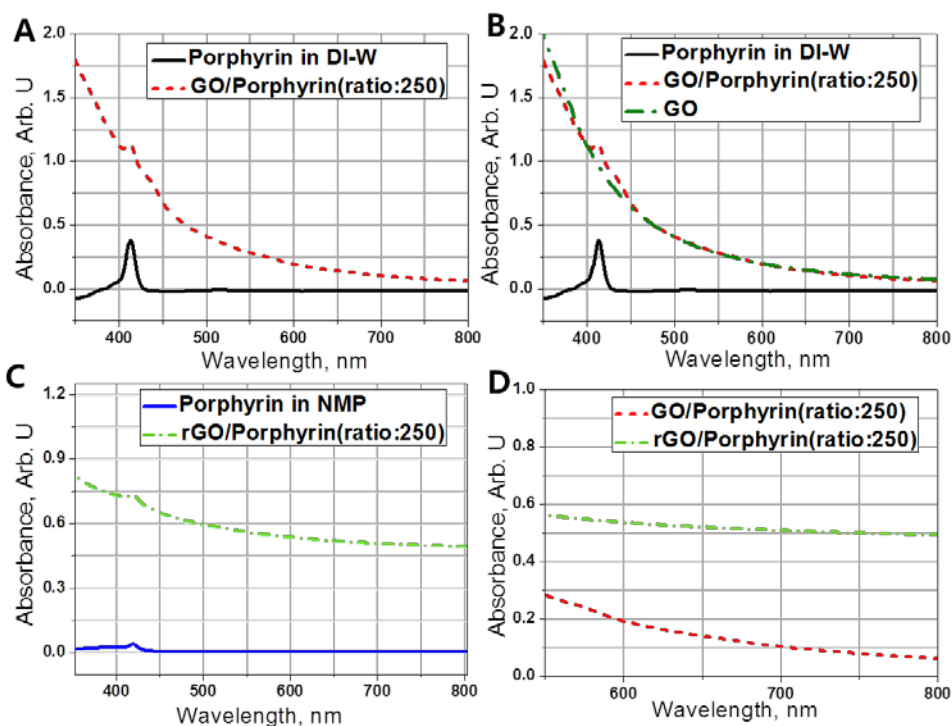 A
Porphyrin in DI-W
GO/Porphyrin(ratio:250)
Absorbance, Arb. U
2.0
1.5
1.0
0.5
0.0
400 500 600 700 800
Wavelength, nm
B
Porphyrin in DI-W
GO/Porphyrin(ratio:250)
GO
Absorbance, Arb. U
2.0
1.5
1.0
0.5
0.0
400 500 600 700 800
Wavelength, nm
C
Porphyrin in NMP
rGO/Porphyrin(ratio:250)
Absorbance, Arb. U
1.2
0.9
0.6
0.3
0.0
400 500 600 700 800
Wavelength, nm
D
GO/Porphyrin(ratio:250)
rGO/Porphyrin(ratio:250)
Absorbance, Arb. U
1.0
0.8
0.6
0.4
0.2
0.0
600 700 800
Wavelength, nm